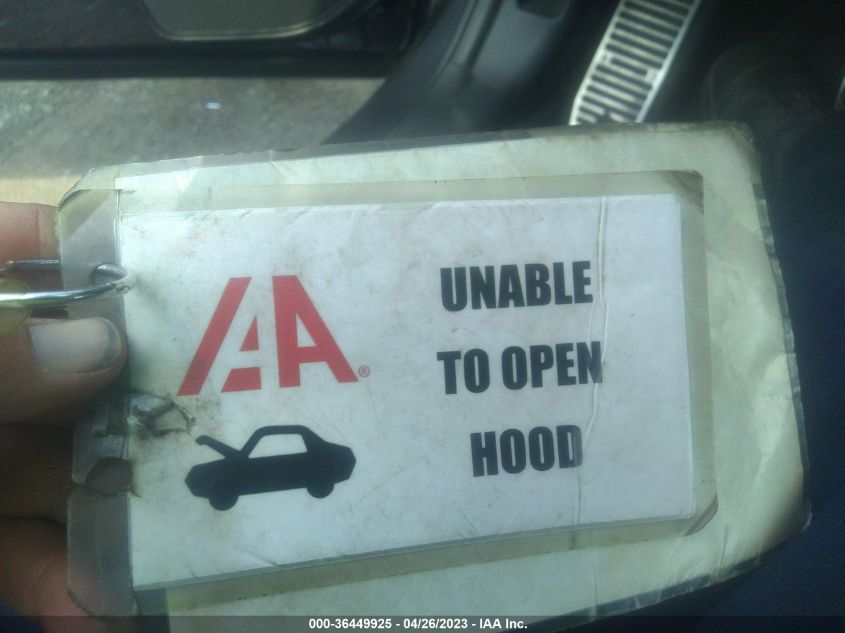 IAA®
UNABLE
TO OPEN
HOOD
000-36449925 - 04/26/2023 - IAA Inc.